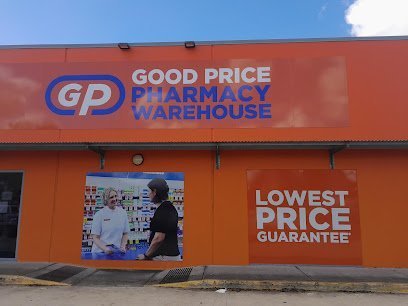 GP
GOOD PRICE
PHARMACY
WAREHOUSE
LOWEST
PRICE
GUARANTEE